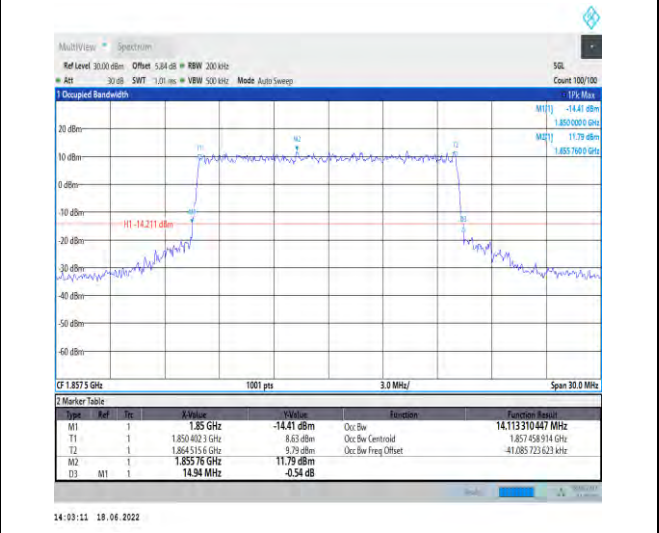 MultiView Spectrum
Ref Level 30.00 dBm Offset 5.84 dB RBW 200 kHz SGL
Att 30 dB SWT 1.01 ms VBW 500 kHz Mode Auto Sweep Count 100/100
1 Occupied Bandwidth 1Pk Max
M1[1] -14.41 dBm
1.850 000 0 GHz
M2[1] 11.79 dBm
1.855 760 0 GHz
20 dBm
T1 M2 T2
10 dBm
0 dBm
-10 dBm
H1 -14.211 dBm D3
-20 dBm
-30 dBm
-40 dBm
-50 dBm
-60 dBm
CF 1.857 5 GHz 1001 pts 3.0 MHz/ Span 30.0 MHz
2 Marker Table
Type Ref Trc X-Value Y-Value Function Function Result
M1 1 1.85 GHz -14.41 dBm Occ Bw 14.113 310 447 MHz
T1 1 1.850 402 3 GHz 8.63 dBm Occ Bw Centroid 1.857 458 914 GHz
T2 1 1.864 515 6 GHz 9.79 dBm Occ Bw Freq Offset -41.085 723 623 kHz
M2 1 1.855 76 GHz 11.79 dBm
D3 M1 1 14.94 MHz -0.54 dB
14:03:11 18.06.2022